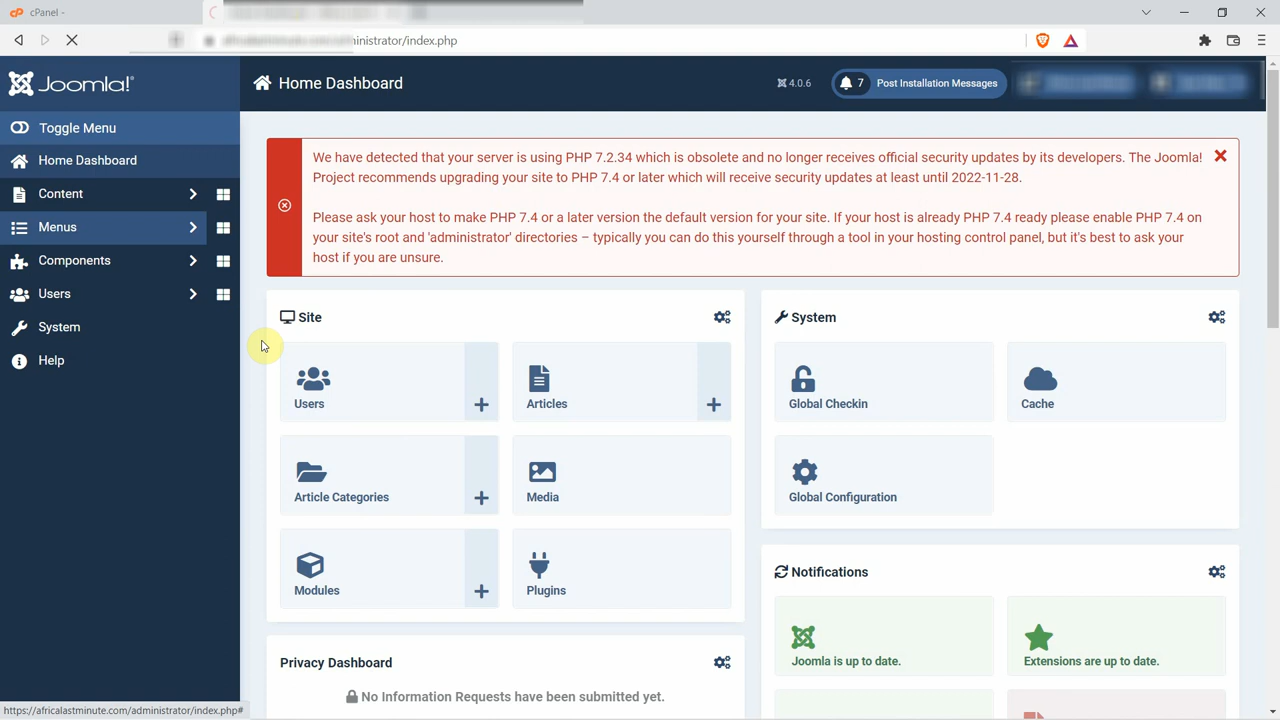 cPanel -
ministrator/index.php
Joomla!
Home Dashboard
4.0.6
7
Post Installation Messages
Toggle Menu
Home Dashboard
Content
Menus
Components
Users
System
Help
We have detected that your server is using PHP 7.2.34 which is obsolete and no longer receives official security updates by its developers. The Joomla!
Project recommends upgrading your site to PHP 7.4 or later which will receive security updates at least until 2022-11-28.
Please ask your host to make PHP 7.4 or a later version the default version for your site. If your host is already PHP 7.4 ready please enable PHP 7.4 on
your site's root and 'administrator' directories – typically you can do this yourself through a tool in your hosting control panel, but it's best to ask your
host if you are unsure.
Site
Users
Articles
Article Categories
Media
Modules
Plugins
Privacy Dashboard
No Information Requests have been submitted yet.
System
Global Checkin
Cache
Global Configuration
Notifications
Joomla is up to date.
Extensions are up to date.
https://africalastminute.com/administrator/index.php#